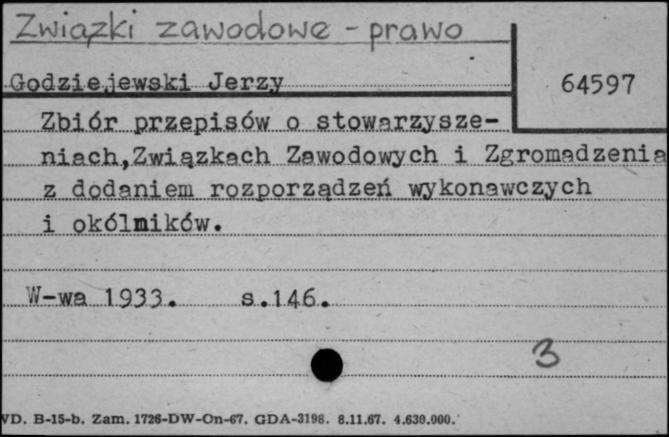 Związki zawodowe - prawo
Godziejewski Jerzy
64597
Zbiór przepisów o stowarzysze-
niach,Związkach Zawodowych i Zgromadzenia
z dodaniem rozporządzeń wykonawczych
i okólników.
W-wa 1933. s.146.
3
VD. B-15-b. Zam. 1726-DW-On-67. GDA-3198. 8.11.67. 4.630.000.